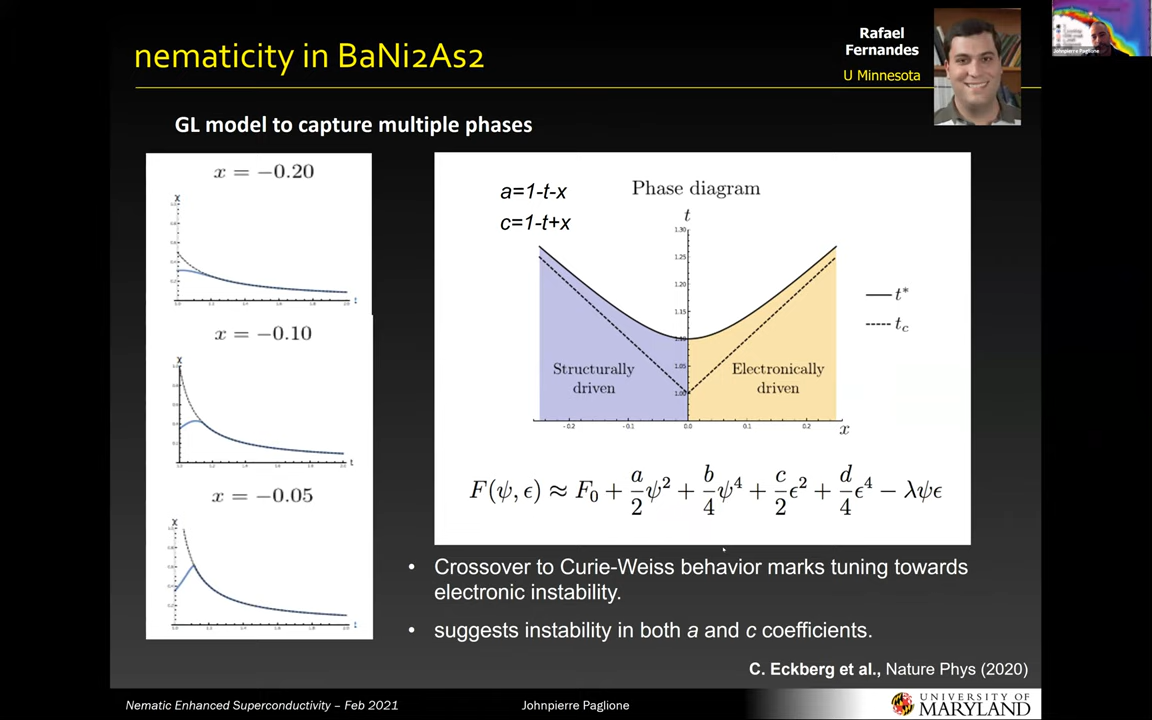 nematicity in BaNi2As2
Rafael
Fernandes
U Minnesota
Johnpierre Paglione
GL model to capture multiple phases
x = −0.20
χ
t
x = −0.10
χ
t
x = −0.05
χ
t
a=1-t-x
c=1-t+x
Phase diagram
t
1.30
1.25
1.20
1.15
1.10
1.05
1.00
t*
t_c
Structurally
driven
Electronically
driven
-0.2 -0.1 0.0 0.1 0.2 x
F(ψ, ϵ) ≈ F₀ + a/2 ψ² + b/4 ψ⁴ + c/2 ϵ² + d/4 ϵ⁴ − λψϵ
• Crossover to Curie-Weiss behavior marks tuning towards
electronic instability.
• suggests instability in both a and c coefficients.
C. Eckberg et al., Nature Phys (2020)
Nematic Enhanced Superconductivity – Feb 2021
Johnpierre Paglione
UNIVERSITY OF
MARYLAND